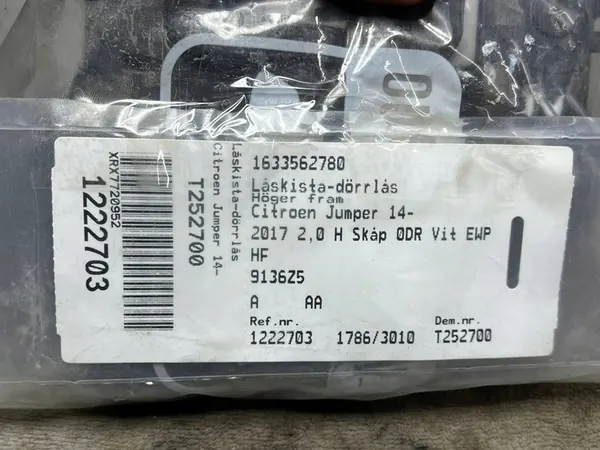 1633562780
Låskista-dörrlås
Höger fram
Citroen Jumper 14-
2017 2,0 H Skåp 0DR Vit EWP
HF
9136Z5
A AA
Ref.nr. Dem.nr.
1222703 1786/3010 T252700
XRX7720952
1222703
T252700
Citroen Jumper 14-
Låskista-dörrlås